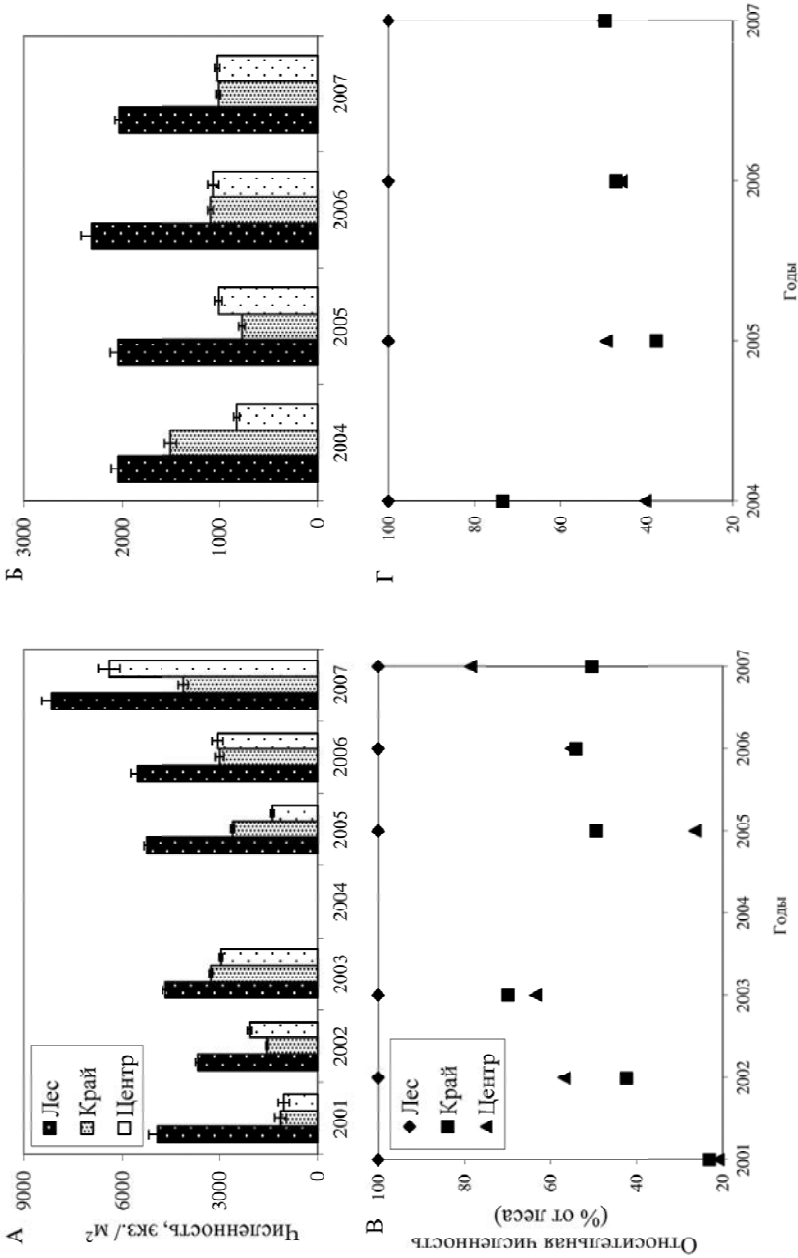 А
Численность, экз./ м²
9000
6000
3000
0
Лес
Край
Центр
2001
2002
2003
2004
2005
2006
2007
Б
3000
2000
1000
0
2004
2005
2006
2007
В
Относительная численность
(% от леса)
100
80
60
40
20
Лес
Край
Центр
2001
2002
2003
2004
2005
2006
2007
Годы
Г
100
80
60
40
20
2004
2005
2006
2007
Годы